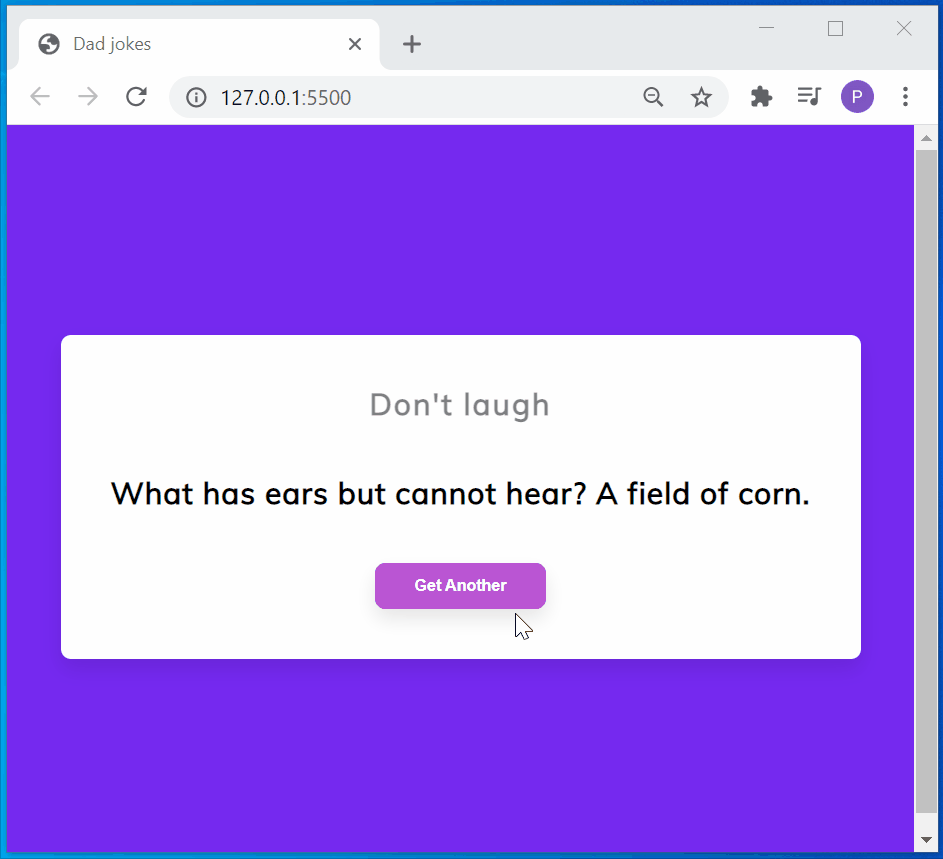 Dad jokes
127.0.0.1:5500
P
Don't laugh
What has ears but cannot hear? A field of corn.
Get Another